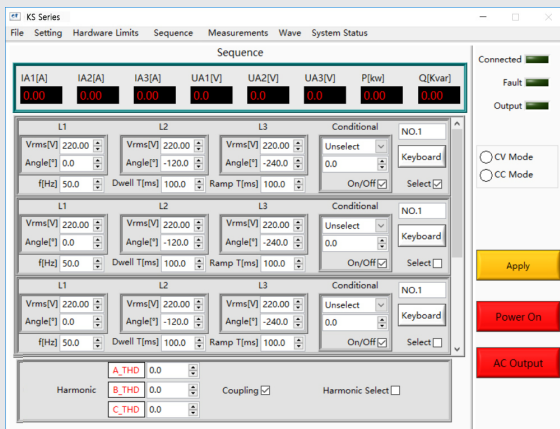 KS Series
File Setting Hardware Limits Sequence Measurements Wave System Status
Sequence
IA1[A] IA2[A] IA3[A] UA1[V] UA2[V] UA3[V] P[kw] Q[Kvar]
0.00 0.00 0.00 0.0 0.0 0.0 0.00 0.00
Connected
Fault
Output
CV Mode
CC Mode
Apply
Power On
AC Output
L1 L2 L3 Conditional NO.1
Vrms[V] 220.00 Vrms[V] 220.00 Vrms[V] 220.00 Unselect Keyboard
Angle[°] 0.0 Angle[°] -120.0 Angle[°] -240.0 0.0
f[Hz] 50.0 Dwell T[ms] 100.0 Ramp T[ms] 100.0 On/Off Select
L1 L2 L3 Conditional NO.1
Vrms[V] 220.00 Vrms[V] 220.00 Vrms[V] 220.00 Unselect Keyboard
Angle[°] 0.0 Angle[°] -120.0 Angle[°] -240.0 0.0
f[Hz] 50.0 Dwell T[ms] 100.0 Ramp T[ms] 100.0 On/Off Select
L1 L2 L3 Conditional NO.1
Vrms[V] 220.00 Vrms[V] 220.00 Vrms[V] 220.00 Unselect Keyboard
Angle[°] 0.0 Angle[°] -120.0 Angle[°] -240.0 0.0
f[Hz] 50.0 Dwell T[ms] 100.0 Ramp T[ms] 100.0 On/Off Select
A_THD 0.0
Harmonic B_THD 0.0 Coupling Harmonic Select
C_THD 0.0